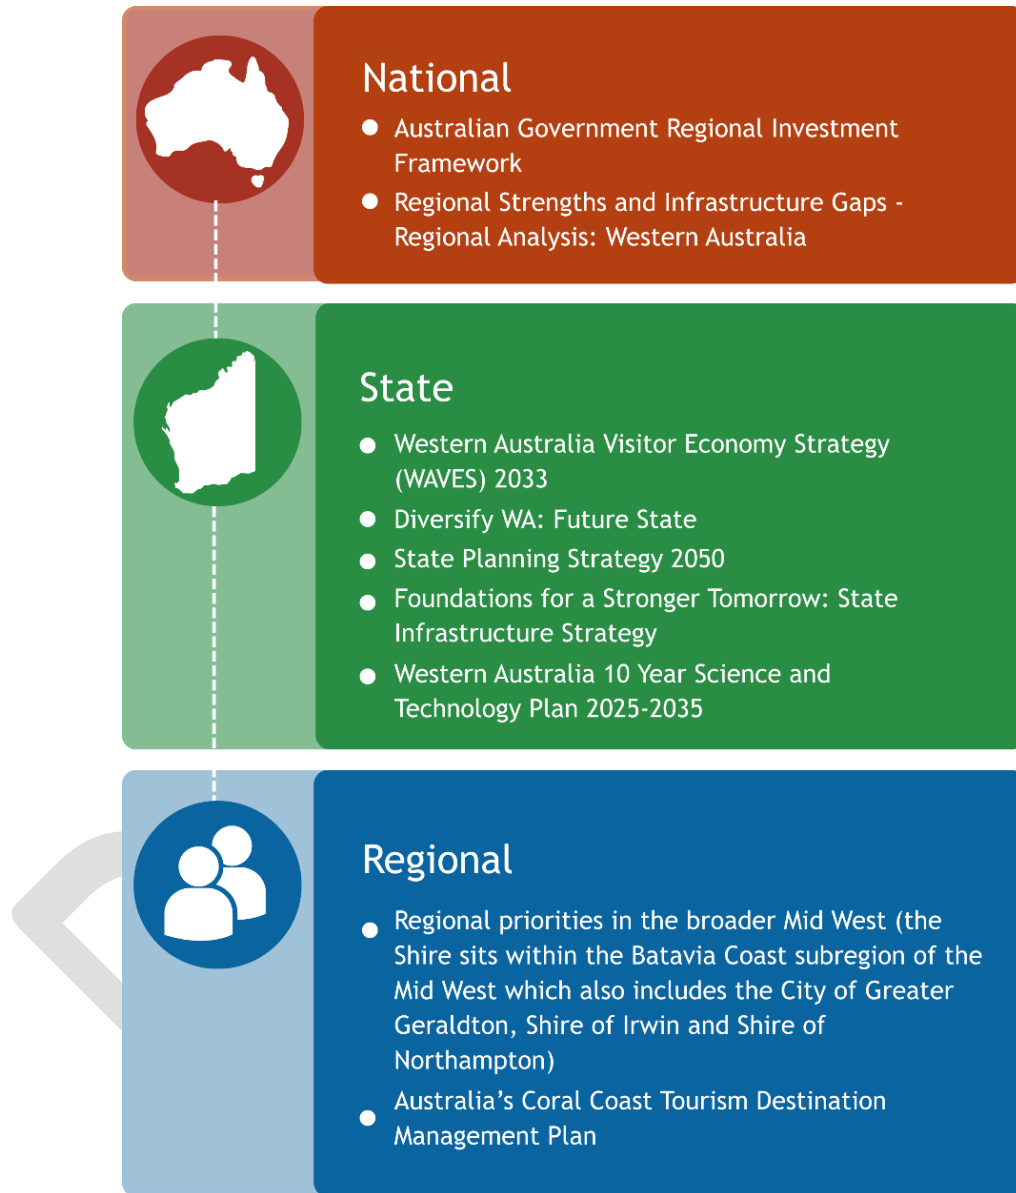 National
● Australian Government Regional Investment
Framework
● Regional Strengths and Infrastructure Gaps -
Regional Analysis: Western Australia
State
● Western Australia Visitor Economy Strategy
(WAVES) 2033
● Diversify WA: Future State
● State Planning Strategy 2050
● Foundations for a Stronger Tomorrow: State
Infrastructure Strategy
● Western Australia 10 Year Science and
Technology Plan 2025-2035
Regional
● Regional priorities in the broader Mid West (the
Shire sits within the Batavia Coast subregion of the
Mid West which also includes the City of Greater
Geraldton, Shire of Irwin and Shire of
Northampton)
● Australia’s Coral Coast Tourism Destination
Management Plan